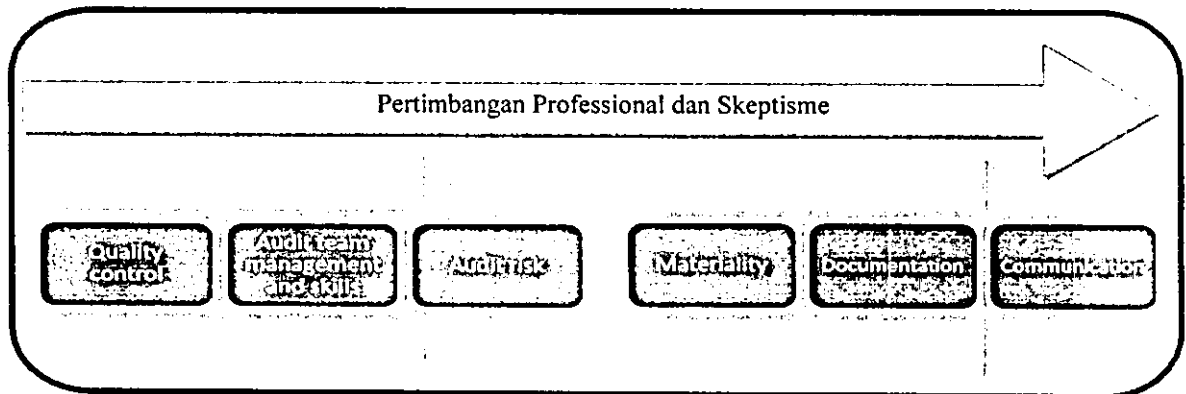 Pertimbangan Professional dan Skeptisme
Quality
control
Audit team
management
and skills
Audit risk
Materiality
Documentation
Communication